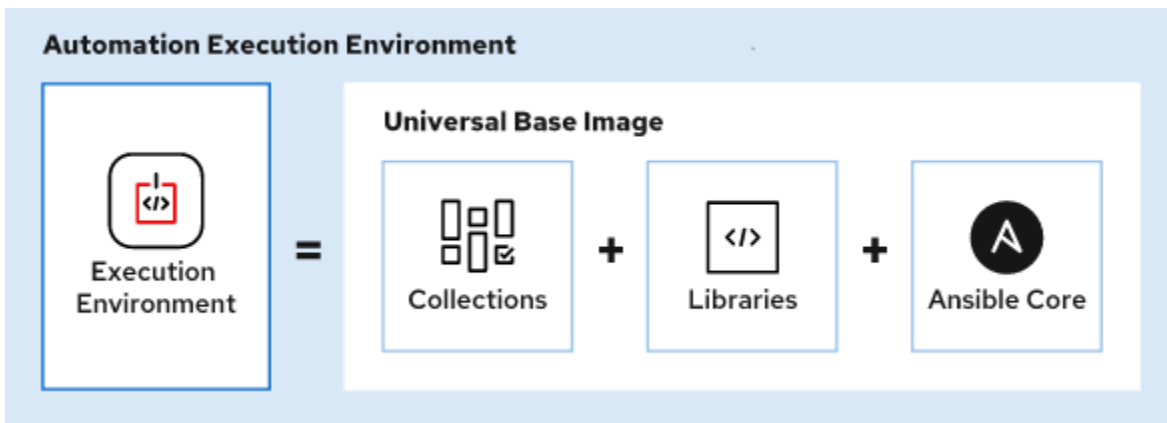 Automation Execution Environment
Universal Base Image
</>
Execution
Environment
=
Collections
+
</>
Libraries
+
Ansible Core